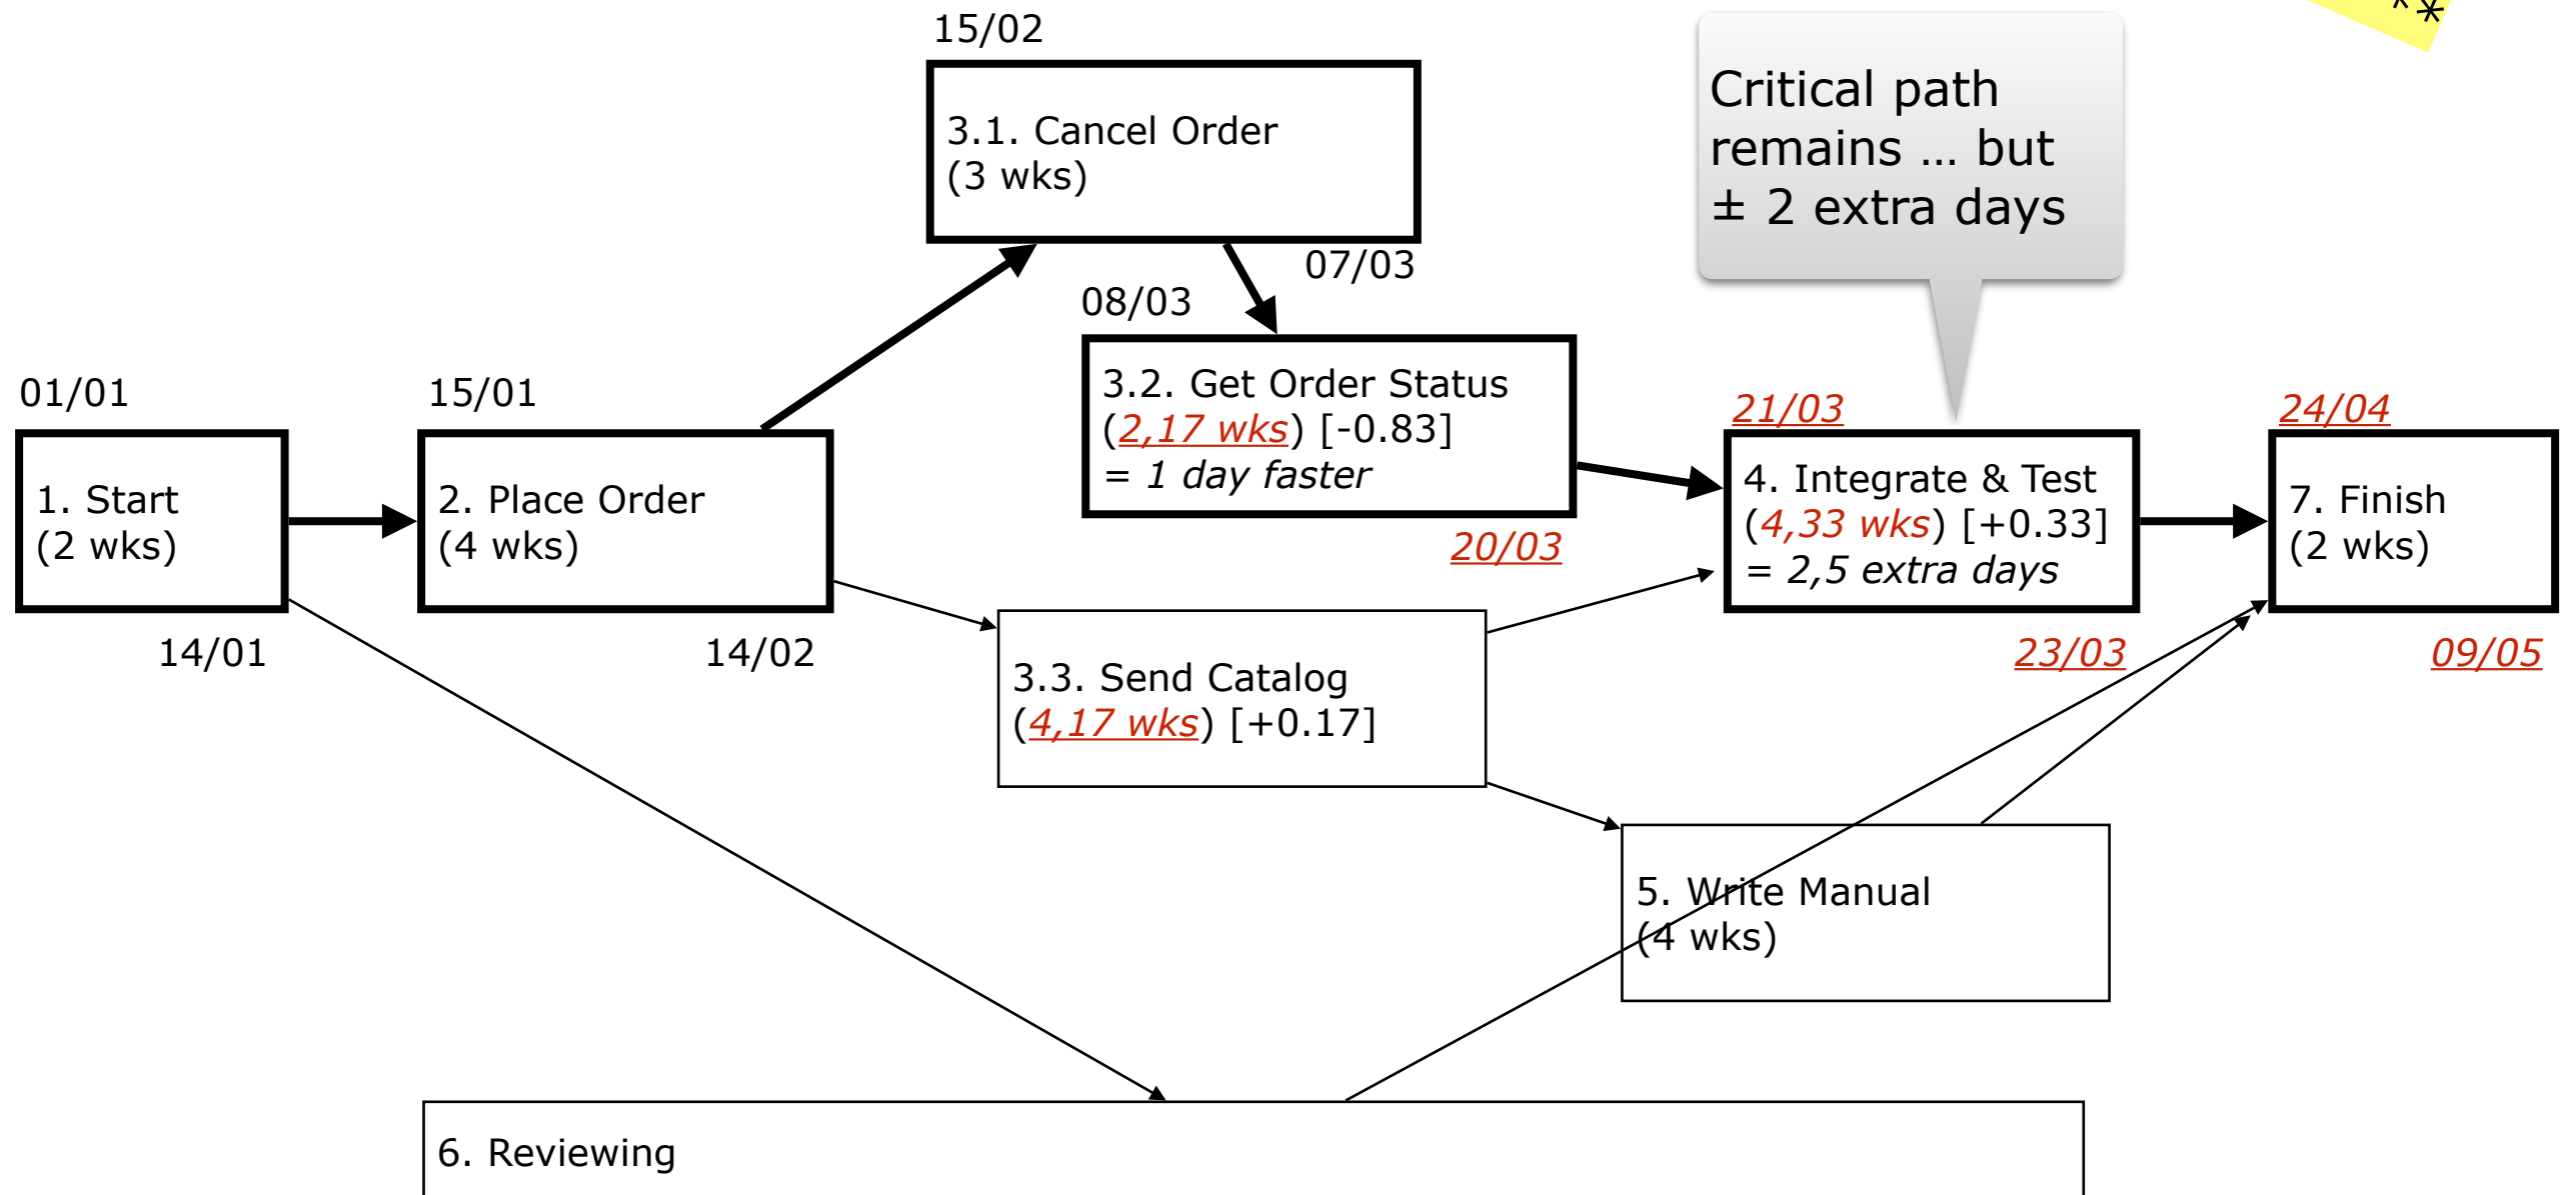 **
15/02
3.1. Cancel Order
(3 wks)
07/03
Critical path
remains ... but
± 2 extra days
08/03
3.2. Get Order Status
(2,17 wks) [-0.83]
= 1 day faster
20/03
01/01
1. Start
(2 wks)
14/01
15/01
2. Place Order
(4 wks)
14/02
21/03
4. Integrate & Test
(4,33 wks) [+0.33]
= 2,5 extra days
23/03
24/04
7. Finish
(2 wks)
09/05
3.3. Send Catalog
(4,17 wks) [+0.17]
5. Write Manual
(4 wks)
6. Reviewing